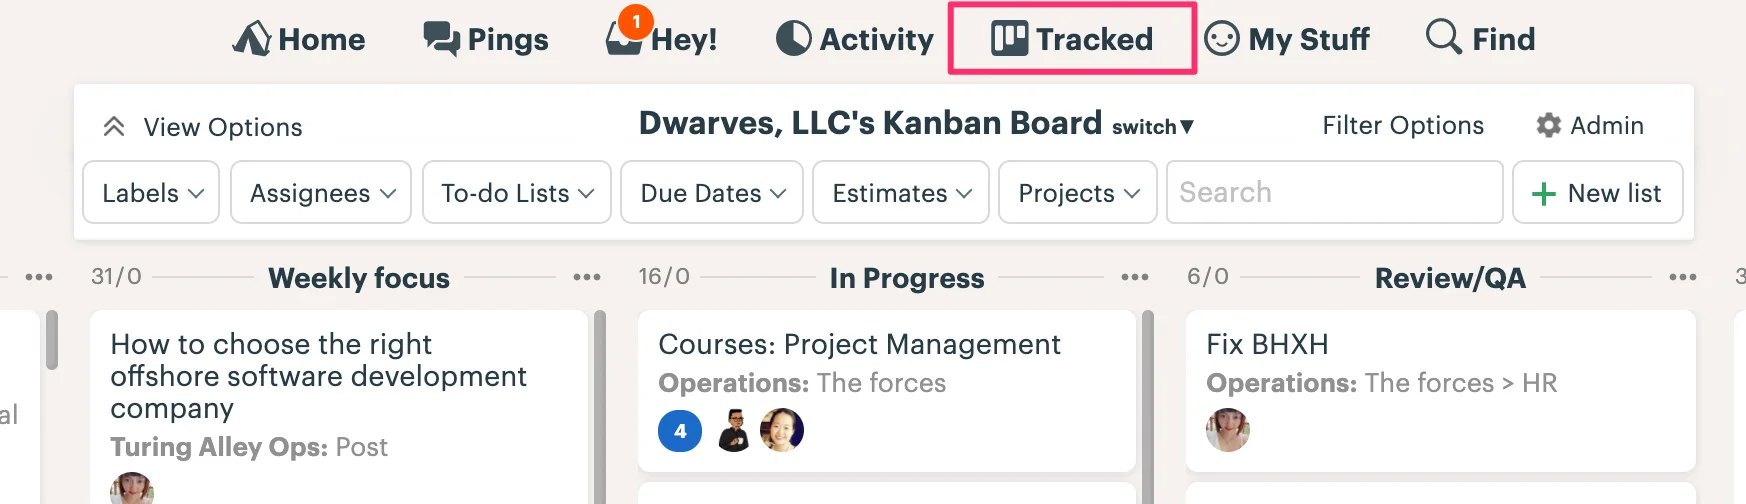 Home Pings 1 Hey! Activity Tracked My Stuff Find
View Options Dwarves, LLC's Kanban Board switch▼ Filter Options Admin
Labels Assignees To-do Lists Due Dates Estimates Projects Search + New list
••• 31/0 Weekly focus ••• 16/0 In Progress ••• 6/0 Review/QA ••• 3
al
How to choose the right
offshore software development
company
Turing Alley Ops: Post
Courses: Project Management
Operations: The forces
4
Fix BHXH
Operations: The forces > HR